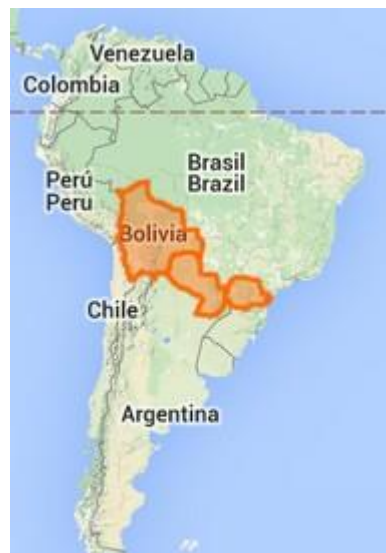 Venezuela
Colombia
Brasil
Brazil
Perú
Peru
Bolivia
Chile
Argentina